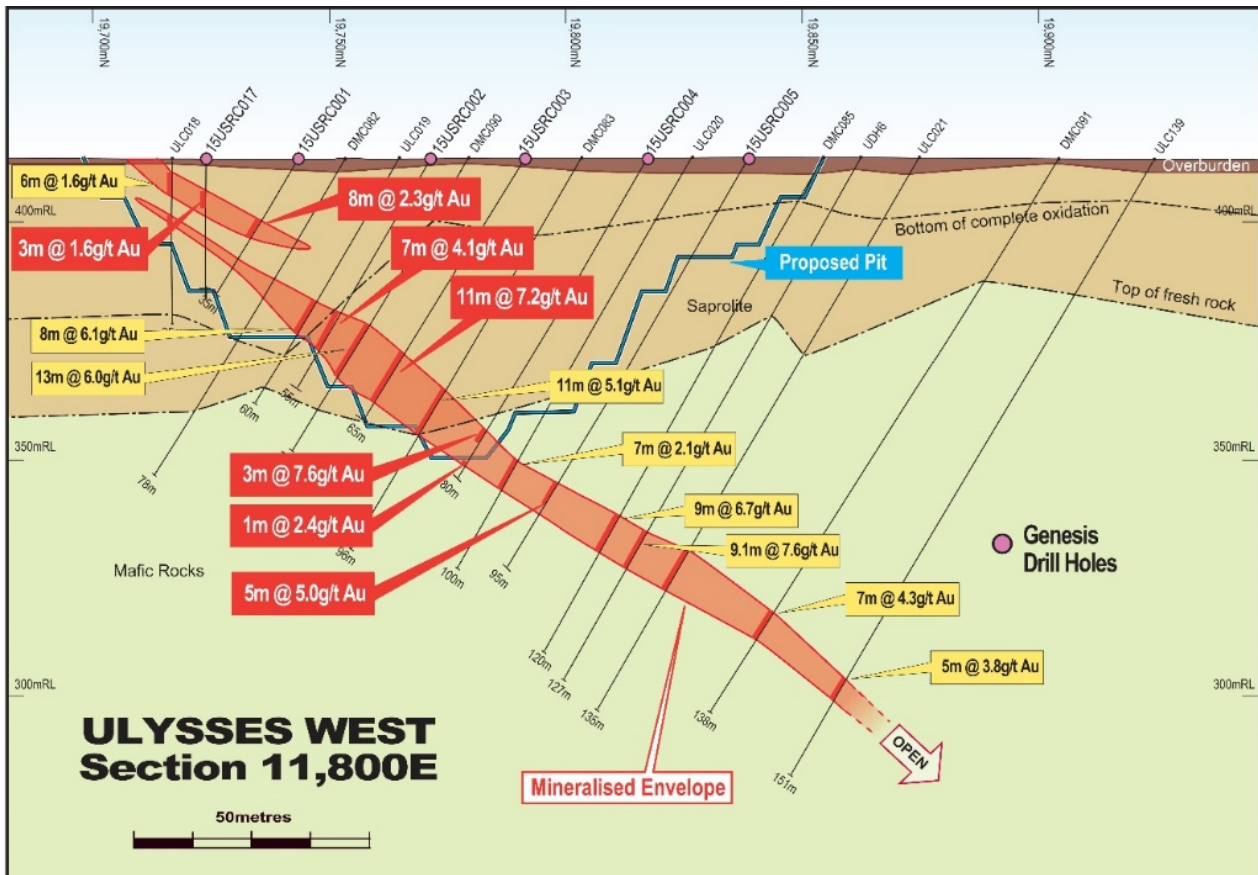 19,700mN
19,750mN
19,800mN
19,850mN
19,900mN
ULC018
15USRC017
15USRC001
DMC082
ULC019
15USRC002
DMC090
15USRC003
DMC083
15USRC004
ULC020
15USRC005
DMC085
UDH6
ULC021
DMC091
ULC139
Overburden
6m @ 1.6g/t Au
8m @ 2.3g/t Au
400mRL
400mRL
3m @ 1.6g/t Au
7m @ 4.1g/t Au
Bottom of complete oxidation
Proposed Pit
11m @ 7.2g/t Au
35m
Saprolite
Top of fresh rock
8m @ 6.1g/t Au
13m @ 6.0g/t Au
11m @ 5.1g/t Au
60m
55m
65m
7m @ 2.1g/t Au
350mRL
350mRL
3m @ 7.6g/t Au
78m
80m
1m @ 2.4g/t Au
9m @ 6.7g/t Au
9.1m @ 7.6g/t Au
Genesis
Drill Holes
Mafic Rocks
98m
100m
95m
5m @ 5.0g/t Au
7m @ 4.3g/t Au
120m
127m
135m
138m
5m @ 3.8g/t Au
300mRL
300mRL
ULYSSES WEST
Section 11,800E
OPEN
Mineralised Envelope
151m
50metres